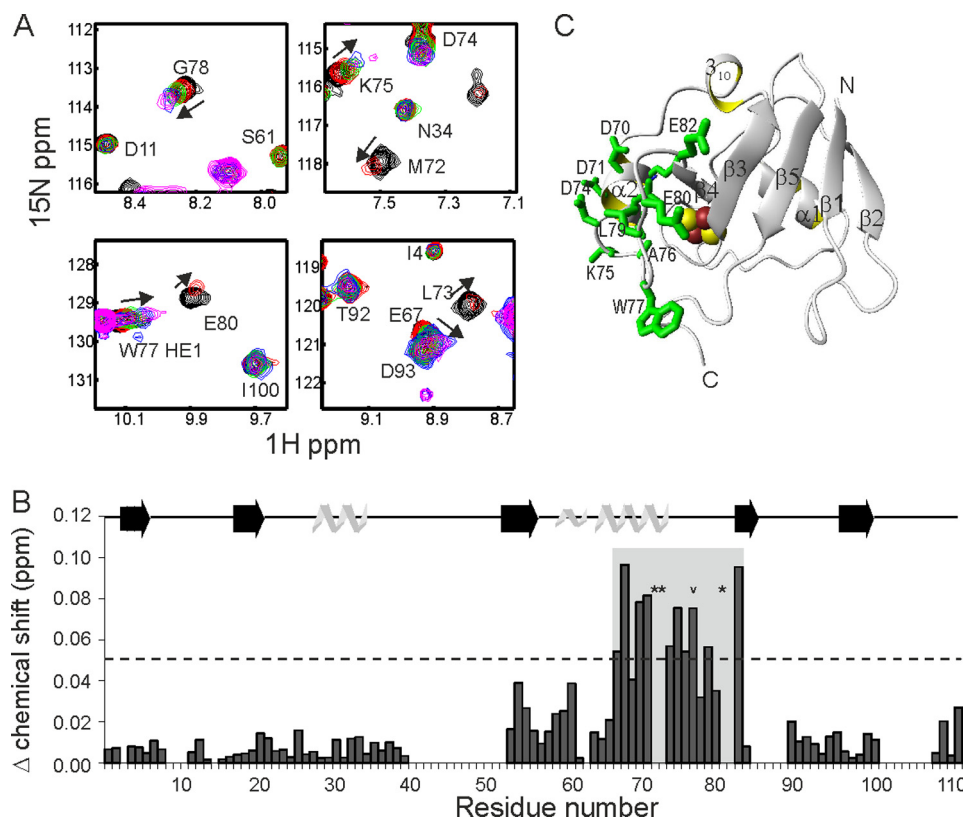 A
15N ppm
112
113
114
115
116
G78
D11
S61
8.4
8.2
8.0
115
116
117
118
D74
K75
N34
M72
7.5
7.3
7.1
128
129
130
131
E80
W77 HE1
I100
10.1
9.9
9.7
119
120
121
122
I4
L73
T92
E67
D93
9.1
8.9
8.7
1H ppm
C
3 10
N
E82
D70
β3
D71
α2
β4
β5
D74
E80
α1
β1
β2
L79
A76
K75
W77
C
B
Δ chemical shift (ppm)
0.12
0.10
0.08
0.06
0.04
0.02
0.00
** v *
10 20 30 40 50 60 70 80 90 100 110
Residue number